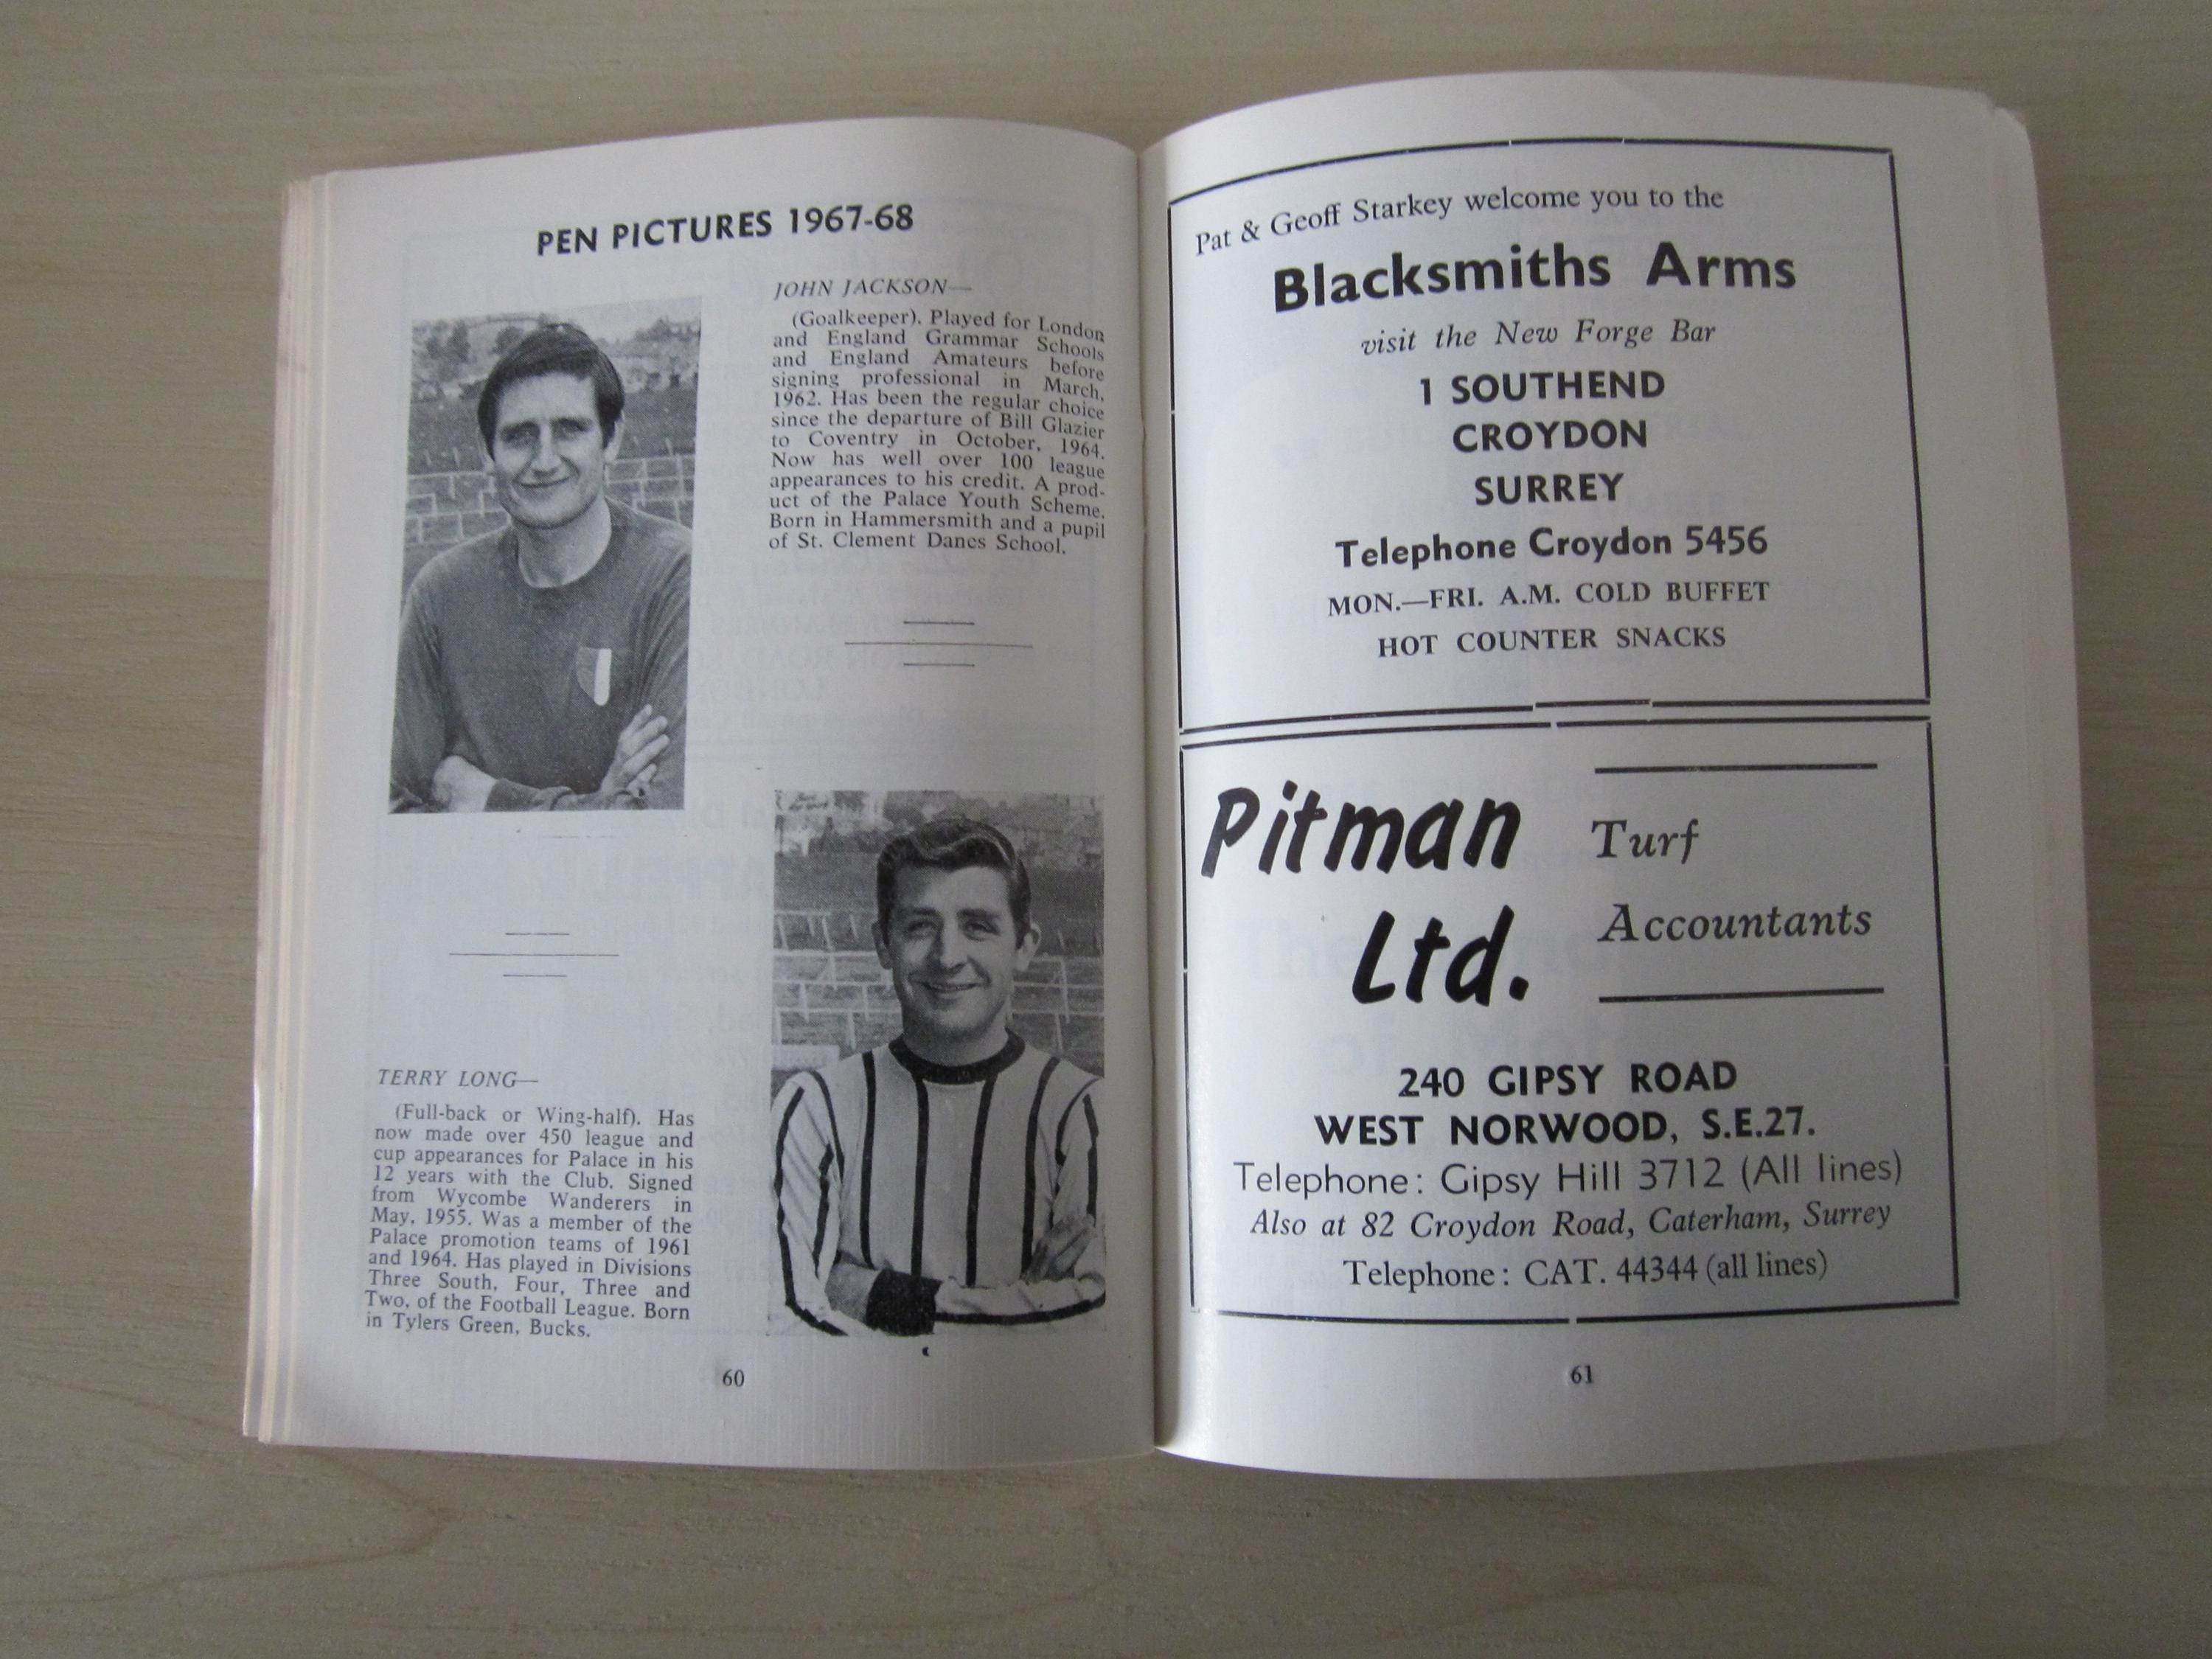 PEN PICTURES 1967-68
JOHN JACKSON—
(Goalkeeper). Played for London
and England Grammar Schools
and England Amateurs before
signing professional in March,
1962. Has been the regular choice
since the departure of Bill Glazier
to Coventry in October, 1964.
Now has well over 100 league
appearances to his credit. A prod-
uct of the Palace Youth Scheme.
Born in Hammersmith and a pupil
of St. Clement Danes School.
TERRY LONG—
(Full-back or Wing-half). Has
now made over 450 league and
cup appearances for Palace in his
12 years with the Club. Signed
from Wycombe Wanderers in
May, 1955. Was a member of the
Palace promotion teams of 1961
and 1964. Has played in Divisions
Three South, Four, Three and
Two, of the Football League. Born
in Tylers Green, Bucks.
60
Pat & Geoff Starkey welcome you to the
Blacksmiths Arms
visit the New Forge Bar
1 SOUTHEND
CROYDON
SURREY
Telephone Croydon 5456
MON.—FRI. A.M. COLD BUFFET
HOT COUNTER SNACKS
Pitman
Ltd.
Turf
Accountants
240 GIPSY ROAD
WEST NORWOOD, S.E.27.
Telephone: Gipsy Hill 3712 (All lines)
Also at 82 Croydon Road, Caterham, Surrey
Telephone: CAT. 44344 (all lines)
61